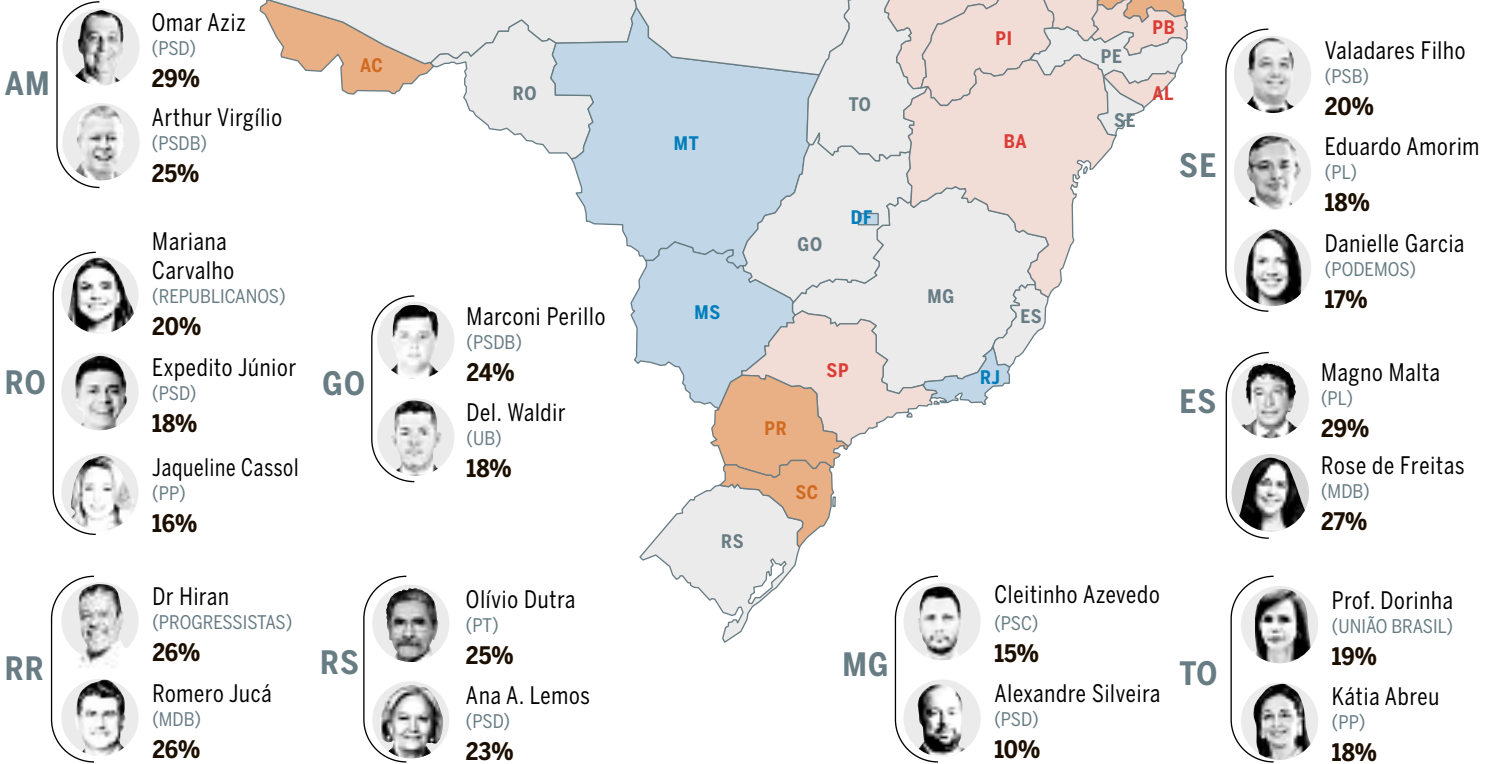 AM
Omar Aziz
(PSD)
29%
Arthur Virgílio
(PSDB)
25%
RO
Mariana
Carvalho
(REPUBLICANOS)
20%
Expedito Júnior
(PSD)
18%
Jaqueline Cassol
(PP)
16%
RR
Dr Hiran
(PROGRESSISTAS)
26%
Romero Jucá
(MDB)
26%
GO
Marconi Perillo
(PSDB)
24%
Del. Waldir
(UB)
18%
RS
Olívio Dutra
(PT)
25%
Ana A. Lemos
(PSD)
23%
AC
RO
MT
TO
PI
PB
PE
AL
SE
BA
DF
GO
MG
ES
MS
SP
RJ
PR
SC
RS
MG
Cleitinho Azevedo
(PSC)
15%
Alexandre Silveira
(PSD)
10%
SE
Valadares Filho
(PSB)
20%
Eduardo Amorim
(PL)
18%
Danielle Garcia
(PODEMOS)
17%
ES
Magno Malta
(PL)
29%
Rose de Freitas
(MDB)
27%
TO
Prof. Dorinha
(UNIÃO BRASIL)
19%
Kátia Abreu
(PP)
18%